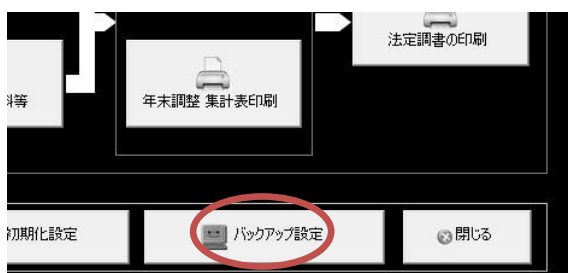 法定調書の印刷
料等
年末調整 集計表印刷
初期化設定
バックアップ設定
閉じる